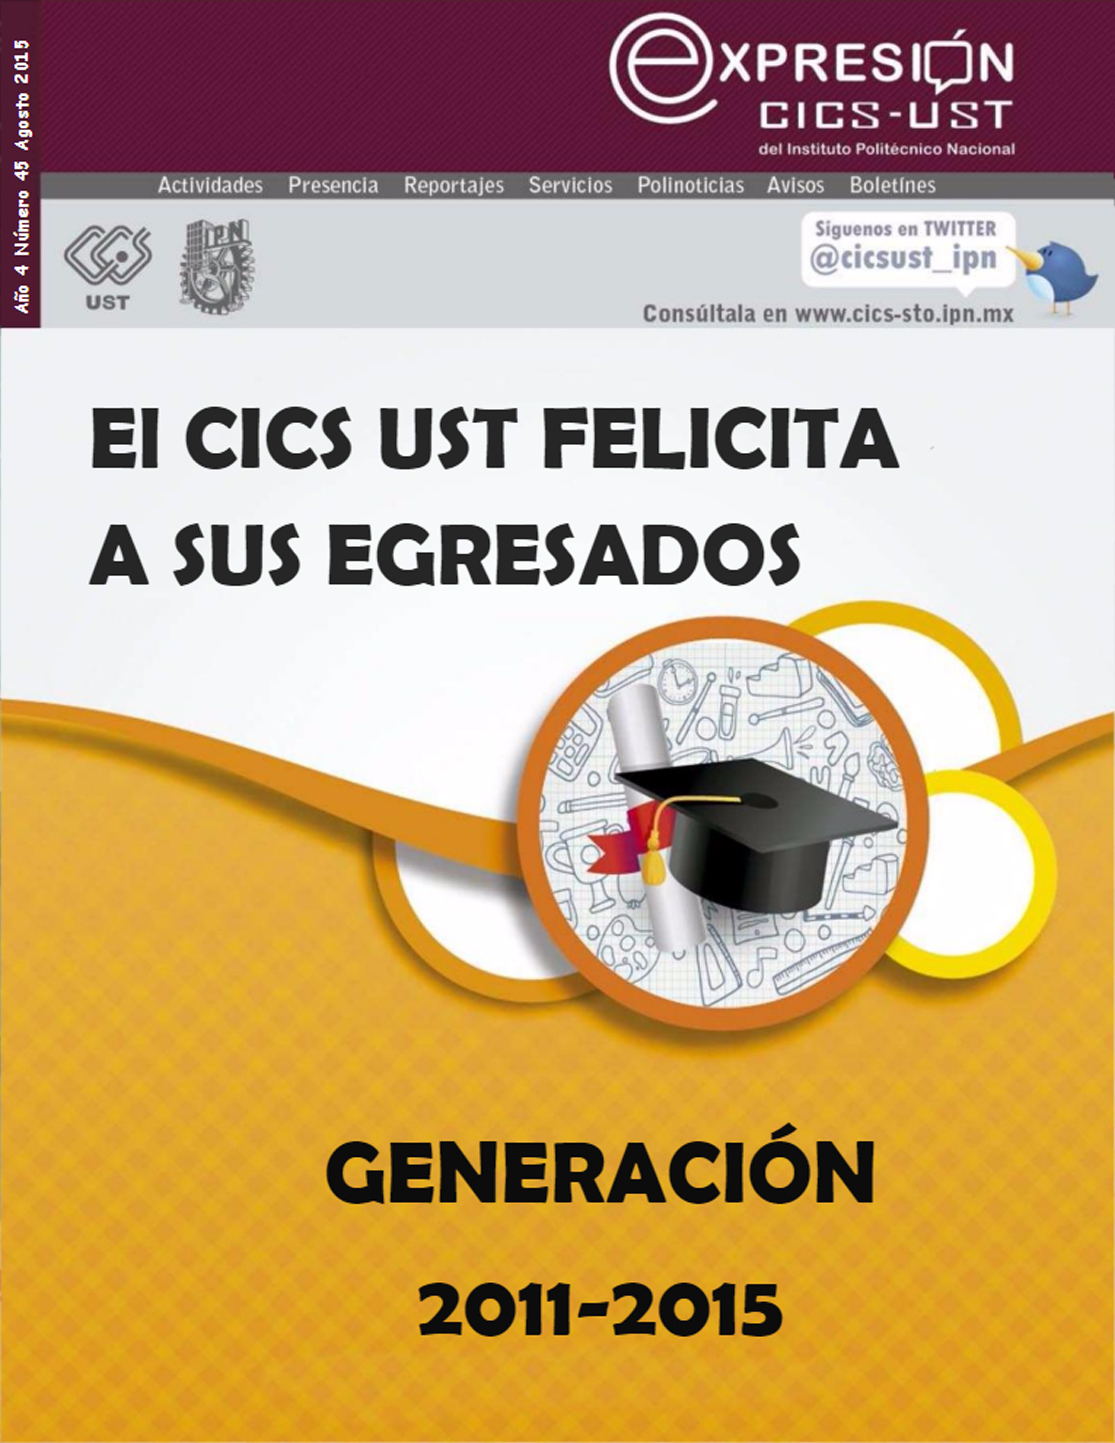 Año 4 Número 45 Agosto 2015
eXPRESIÓN
CICS-UST
del Instituto Politécnico Nacional
Actividades Presencia Reportajes Servicios Polinoticias Avisos Boletínes
UST
IPN
Síguenos en TWITTER
@cicsust_ipn
Consúltala en www.cics-sto.ipn.mx
El CICS UST FELICITA
A SUS EGRESADOS
GENERACIÓN
2011-2015